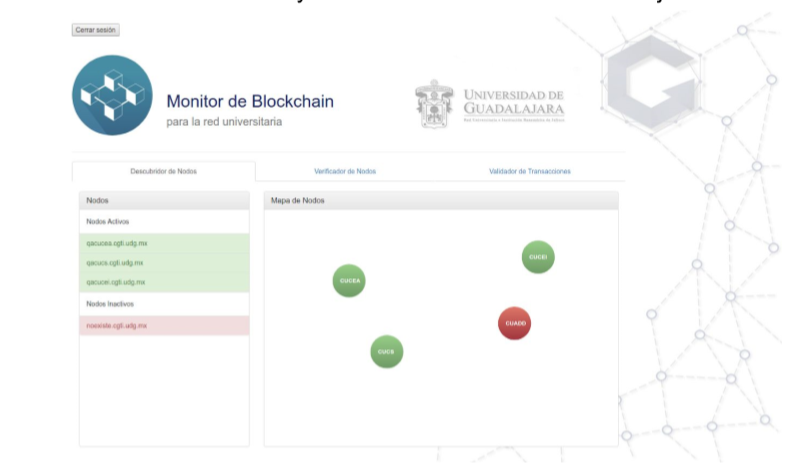 Cerrar sesión
Monitor de Blockchain
para la red universitaria
UNIVERSIDAD DE
GUADALAJARA
Descubridor de Nodos
Verificador de Nodos
Validador de Transacciones
Nodos
Mapa de Nodos
Nodos Activos
qacucea.cgti.udg.mx
qacucs.cgti.udg.mx
qacucei.cgti.udg.mx
Nodos Inactivos
noexiste.cgti.udg.mx
CUCEI
CUCEA
CUADD
CUCS